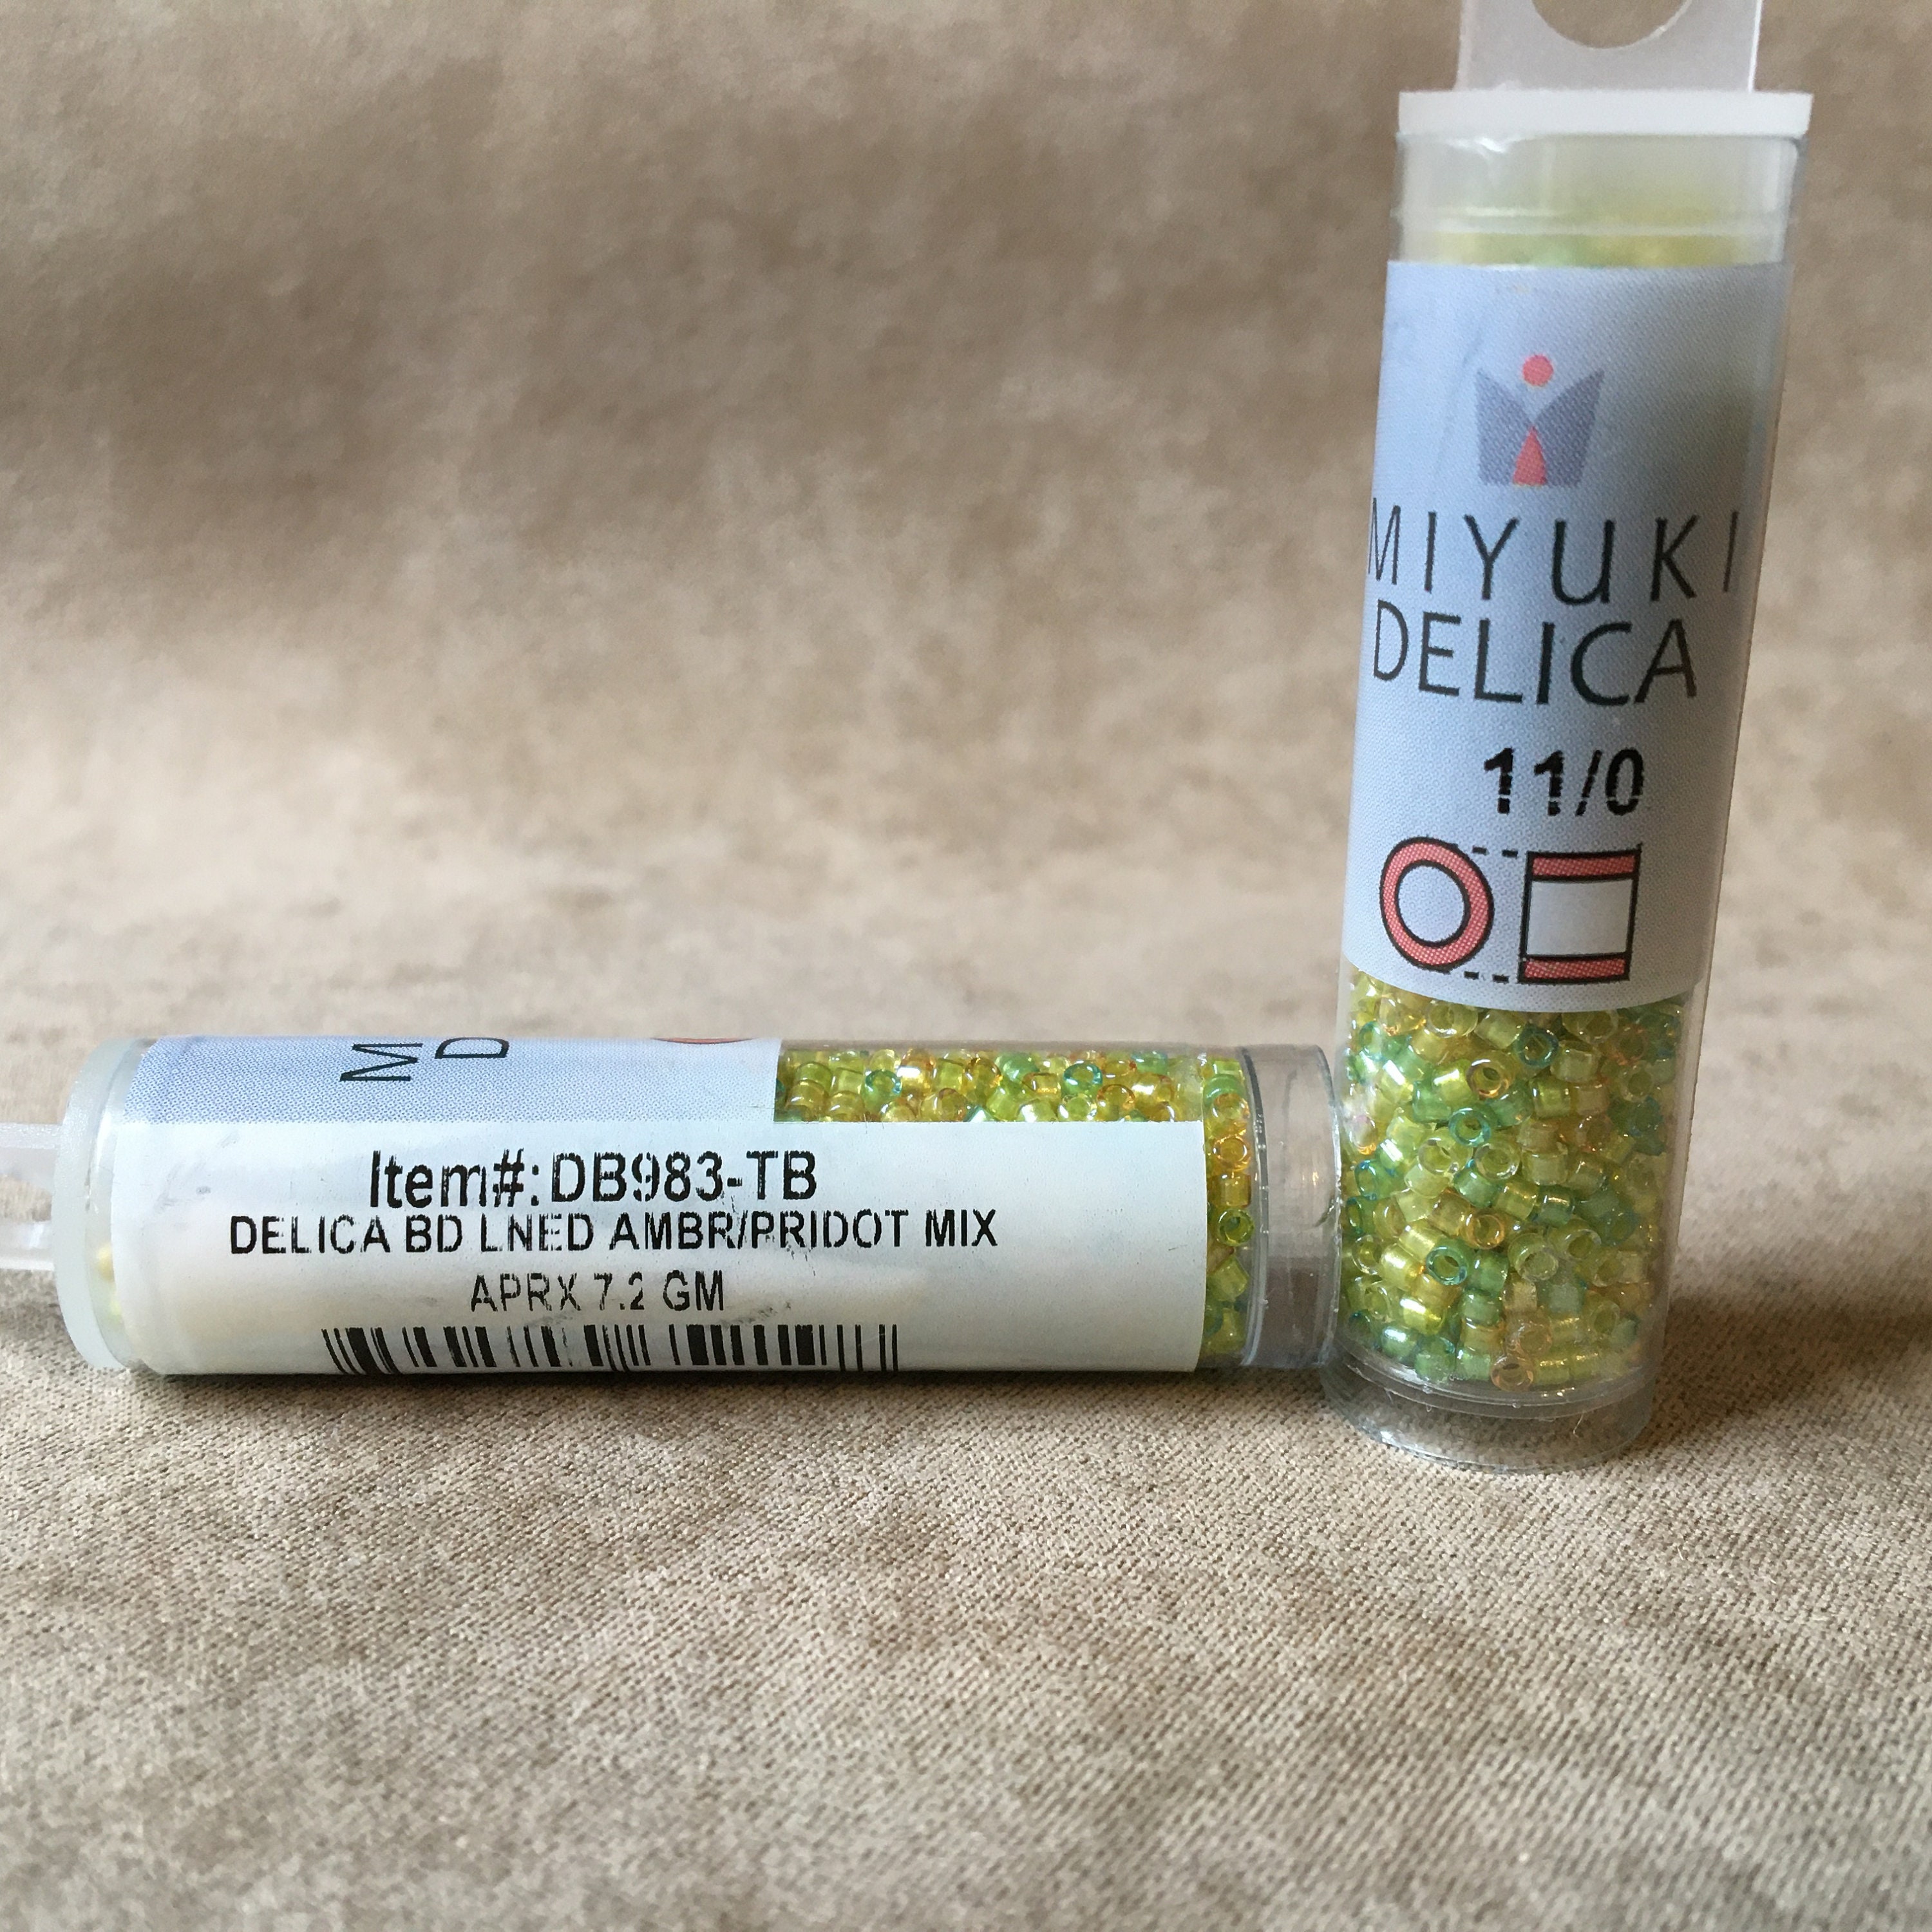 MIYUKI
DELICA
11/0
M
D
Item#:DB983-TB
DELICA BD LNED AMBR/PRIDOT MIX
APRX 7.2 GM